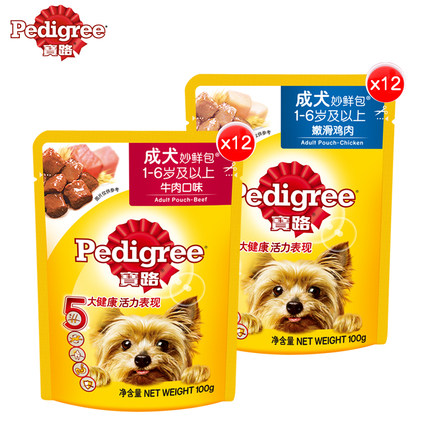 Pedigree®
寶路
x12
成犬妙鲜包®
1-6岁及以上
嫩滑鸡肉
Adult Pouch-Chicken
Pedigree
大健康 活力表现
净含量 NET WEIGHT 100g
x12
成犬妙鲜包®
1-6岁及以上
牛肉口味
Adult Pouch-Beef
Pedigree®
寶路
5大健康 活力表现
净含量 NET WEIGHT 100g